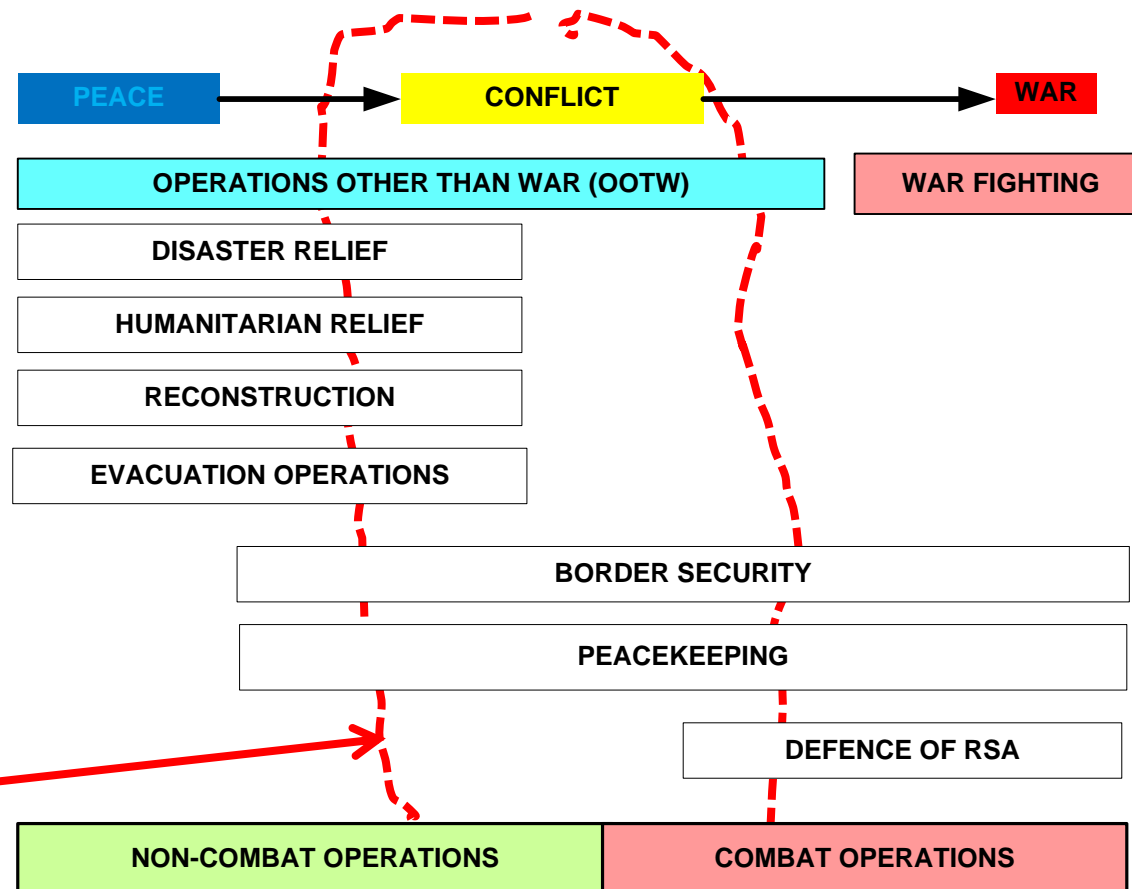 PEACE
CONFLICT
WAR
OPERATIONS OTHER THAN WAR (OOTW)
WAR FIGHTING
DISASTER RELIEF
HUMANITARIAN RELIEF
RECONSTRUCTION
EVACUATION OPERATIONS
BORDER SECURITY
PEACEKEEPING
DEFENCE OF RSA
NON-COMBAT OPERATIONS
COMBAT OPERATIONS